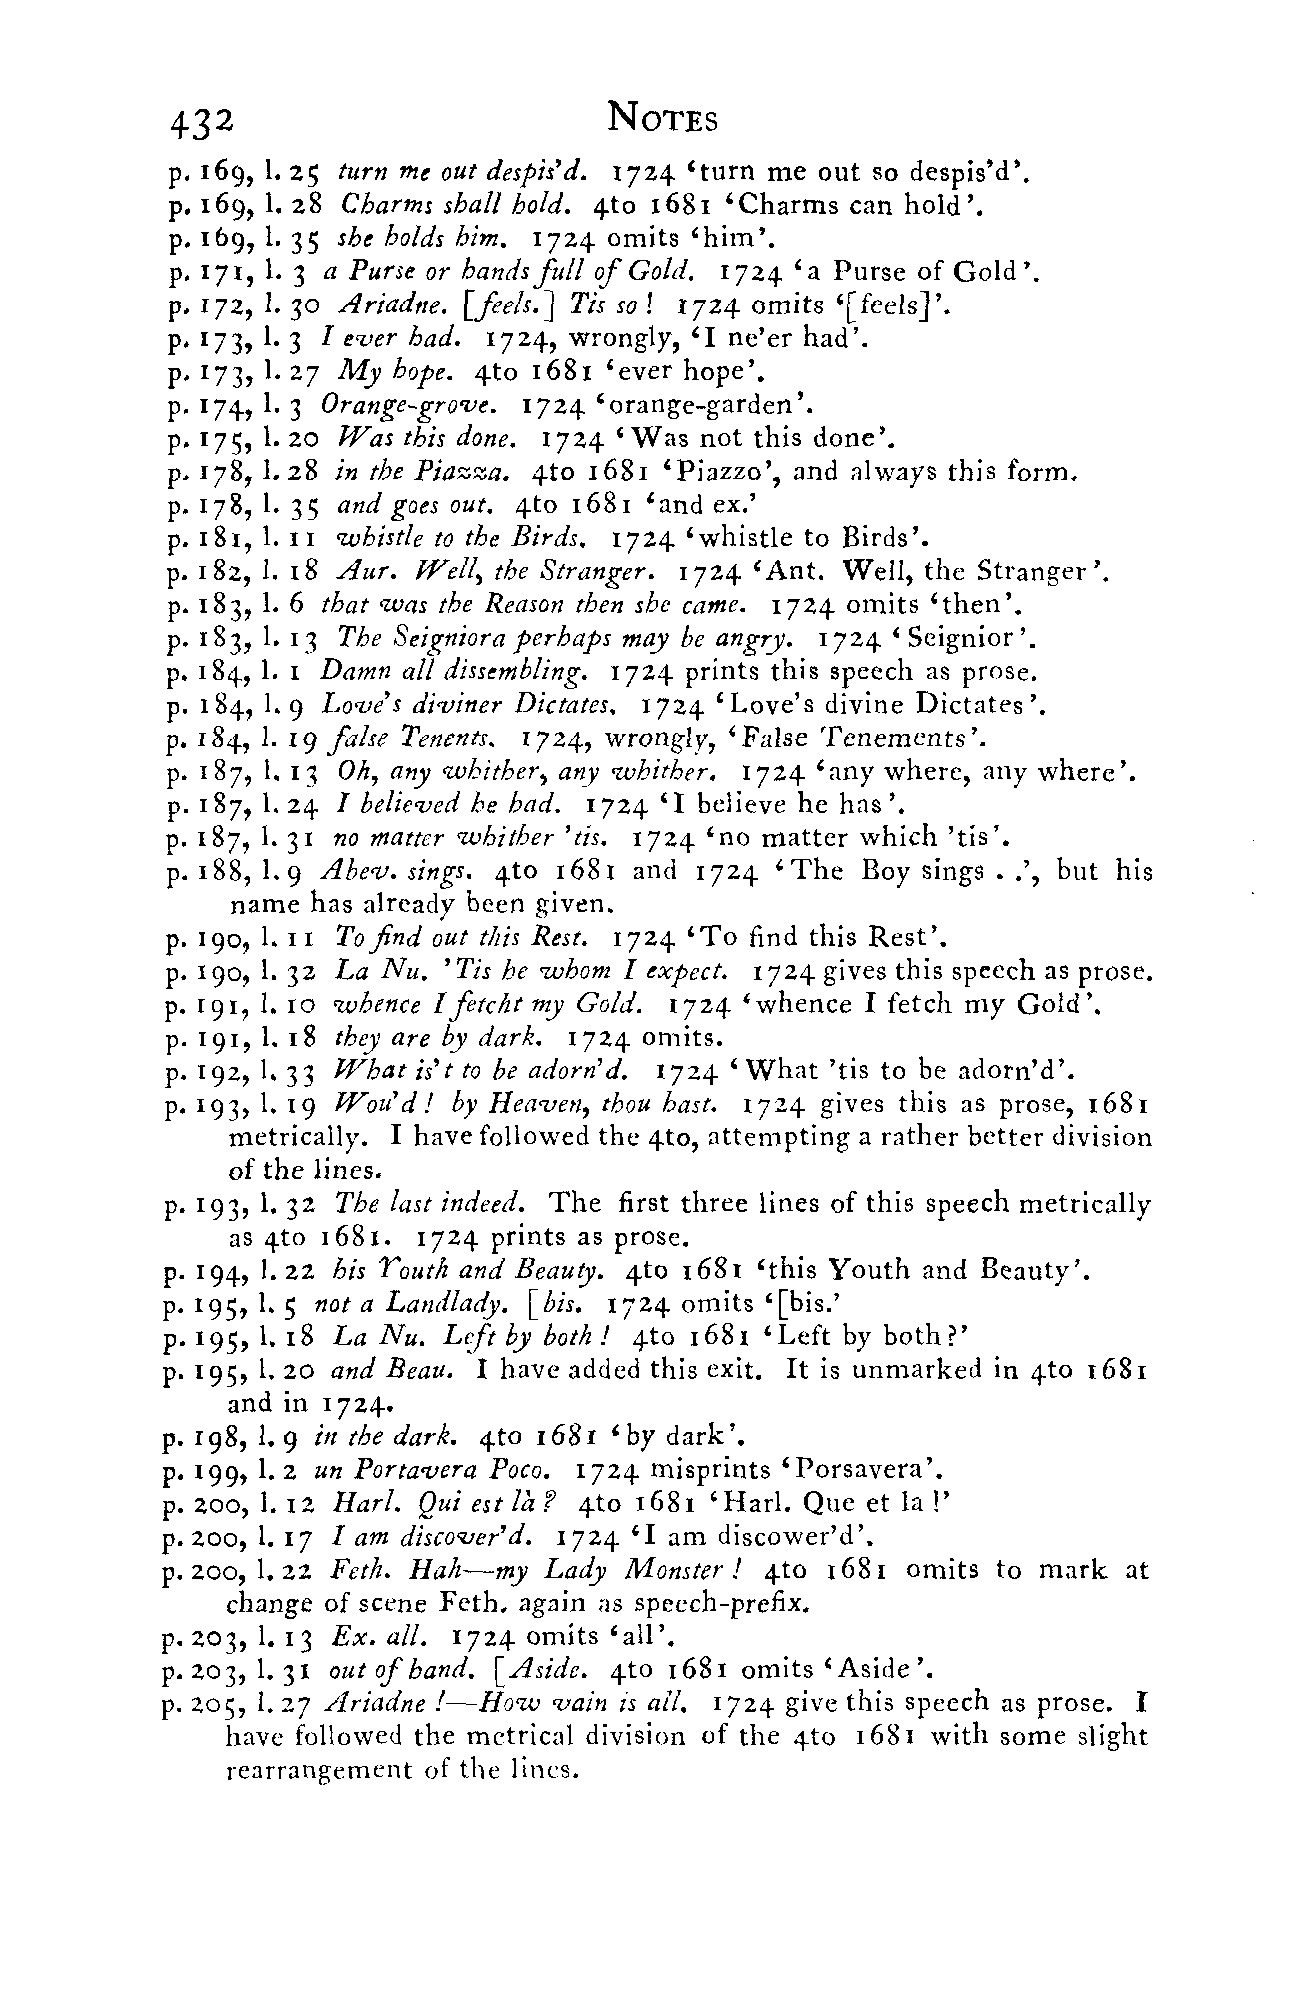 432 NOTES
p. 169, l. 25 turn me out despis'd. 1724 ‘turn me out so despis'd’.
p. 169, l. 28 Charms shall hold. 4to 1681 ‘Charms can hold’.
p. 169, l. 35 she holds him. 1724 omits ‘him’.
p. 171, l. 3 a Purse or hands full of Gold. 1724 ‘a Purse of Gold’.
p. 172, l. 30 Ariadne. [feels.] Tis so! 1724 omits ‘[feels]’.
p. 173, l. 3 I ever had. 1724, wrongly, ‘I ne'er had’.
p. 173, l. 27 My hope. 4to 1681 ‘ever hope’.
p. 174, l. 3 Orange-grove. 1724 ‘orange-garden’.
p. 175, l. 20 Was this done. 1724 ‘Was not this done’.
p. 178, l. 28 in the Piazza. 4to 1681 ‘Piazzo’, and always this form.
p. 178, l. 35 and goes out. 4to 1681 ‘and ex.’
p. 181, l. 11 whistle to the Birds. 1724 ‘whistle to Birds’.
p. 182, l. 18 Aur. Well, the Stranger. 1724 ‘Ant. Well, the Stranger’.
p. 183, l. 6 that was the Reason then she came. 1724 omits ‘then’.
p. 183, l. 13 The Seigniora perhaps may be angry. 1724 ‘Seignior’.
p. 184, l. 1 Damn all dissembling. 1724 prints this speech as prose.
p. 184, l. 9 Love's diviner Dictates. 1724 ‘Love's divine Dictates’.
p. 184, l. 19 false Tenents. 1724, wrongly, ‘False Tenements’.
p. 187, l. 13 Oh, any whither, any whither. 1724 ‘any where, any where’.
p. 187, l. 24 I believed he had. 1724 ‘I believe he has’.
p. 187, l. 31 no matter whither 'tis. 1724 ‘no matter which 'tis’.
p. 188, l. 9 Abev. sings. 4to 1681 and 1724 ‘The Boy sings . .’, but his
name has already been given.
p. 190, l. 11 To find out this Rest. 1724 ‘To find this Rest’.
p. 190, l. 32 La Nu. 'Tis he whom I expect. 1724 gives this speech as prose.
p. 191, l. 10 whence I fetcht my Gold. 1724 ‘whence I fetch my Gold’.
p. 191, l. 18 they are by dark. 1724 omits.
p. 192, l. 33 What is't to be adorn'd. 1724 ‘What 'tis to be adorn'd’.
p. 193, l. 19 Wou'd! by Heaven, thou hast. 1724 gives this as prose, 1681
metrically. I have followed the 4to, attempting a rather better division
of the lines.
p. 193, l. 32 The last indeed. The first three lines of this speech metrically
as 4to 1681. 1724 prints as prose.
p. 194, l. 22 his Youth and Beauty. 4to 1681 ‘this Youth and Beauty’.
p. 195, l. 5 not a Landlady. [bis. 1724 omits ‘[bis.’
p. 195, l. 18 La Nu. Left by both! 4to 1681 ‘Left by both?’
p. 195, l. 20 and Beau. I have added this exit. It is unmarked in 4to 1681
and in 1724.
p. 198, l. 9 in the dark. 4to 1681 ‘by dark’.
p. 199, l. 2 un Portavera Poco. 1724 misprints ‘Porsavera’.
p. 200, l. 12 Harl. Qui est là? 4to 1681 ‘Harl. Que et la!’
p. 200, l. 17 I am discover'd. 1724 ‘I am discower'd’.
p. 200, l. 22 Feth. Hah—my Lady Monster! 4to 1681 omits to mark at
change of scene Feth. again as speech-prefix.
p. 203, l. 13 Ex. all. 1724 omits ‘all’.
p. 203, l. 31 out of hand. [Aside. 4to 1681 omits ‘Aside’.
p. 205, l. 27 Ariadne!—How vain is all. 1724 give this speech as prose. I
have followed the metrical division of the 4to 1681 with some slight
rearrangement of the lines.